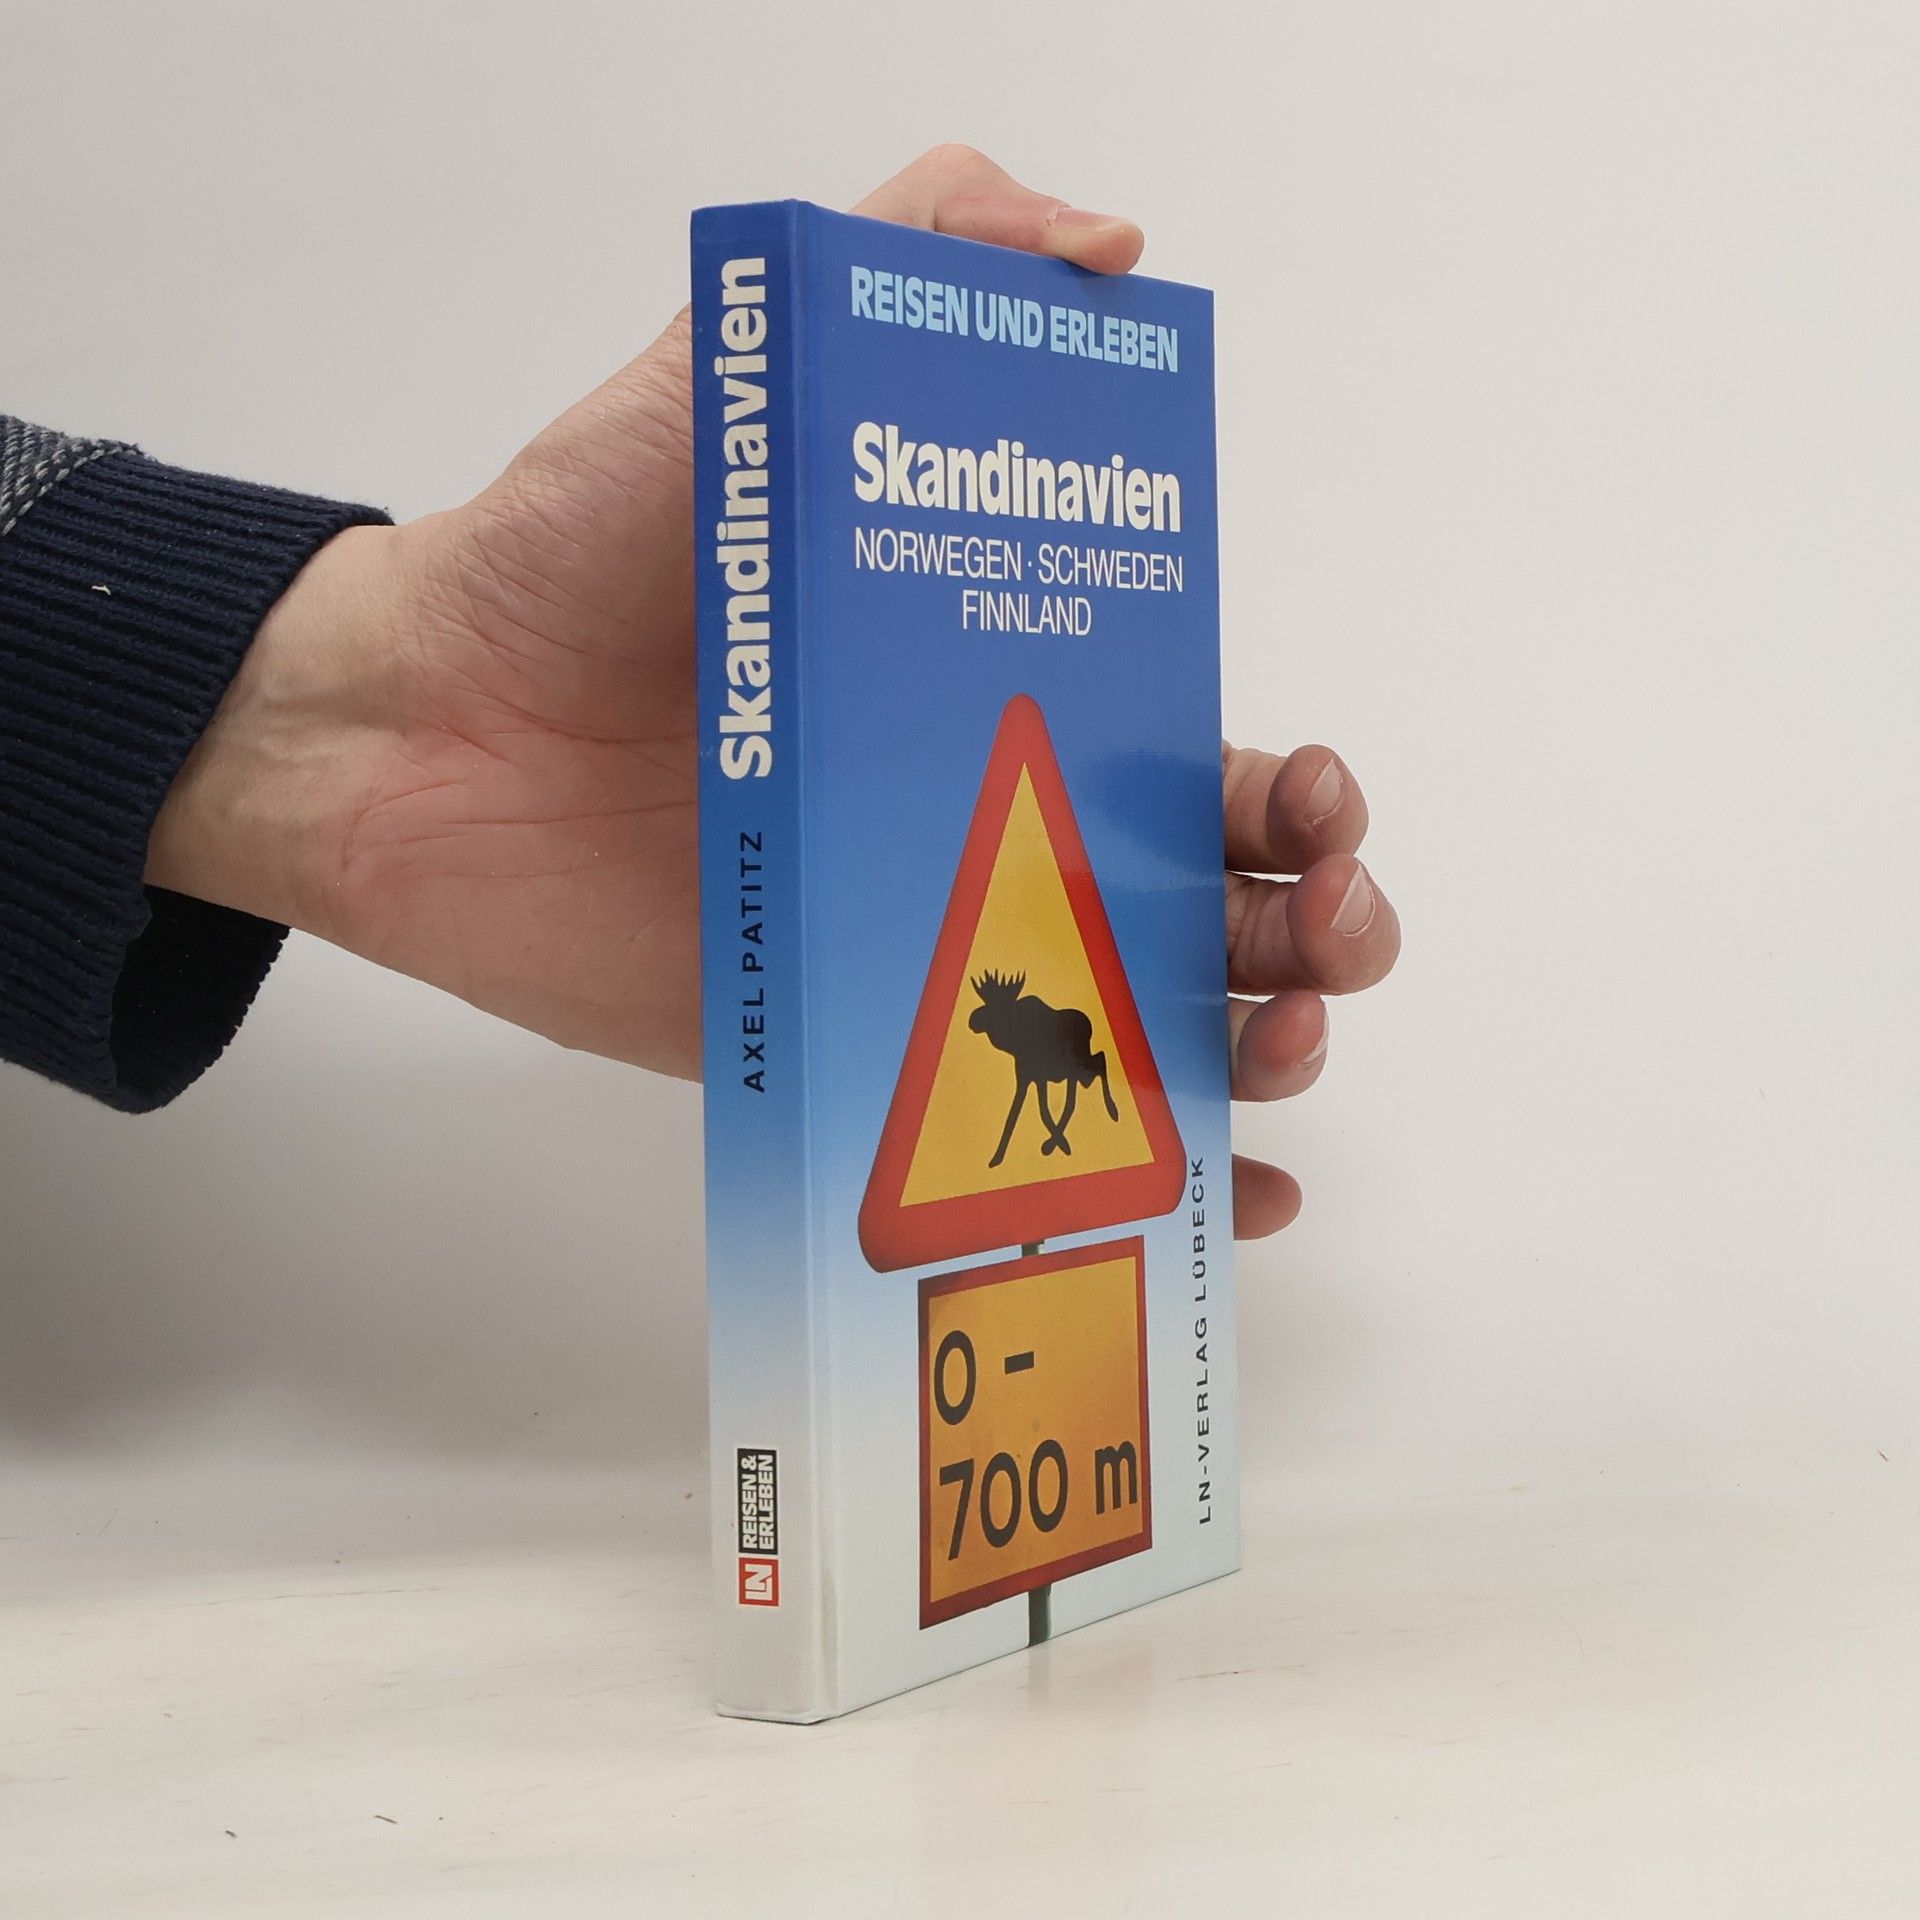 Skandinavien
AXEL PATITZ
LN
REISEN &
ERLEBEN
REISEN UND ERLEBEN
Skandinavien
NORWEGEN · SCHWEDEN
FINNLAND
0 -
700 m
LN-VERLAG LÜBECK